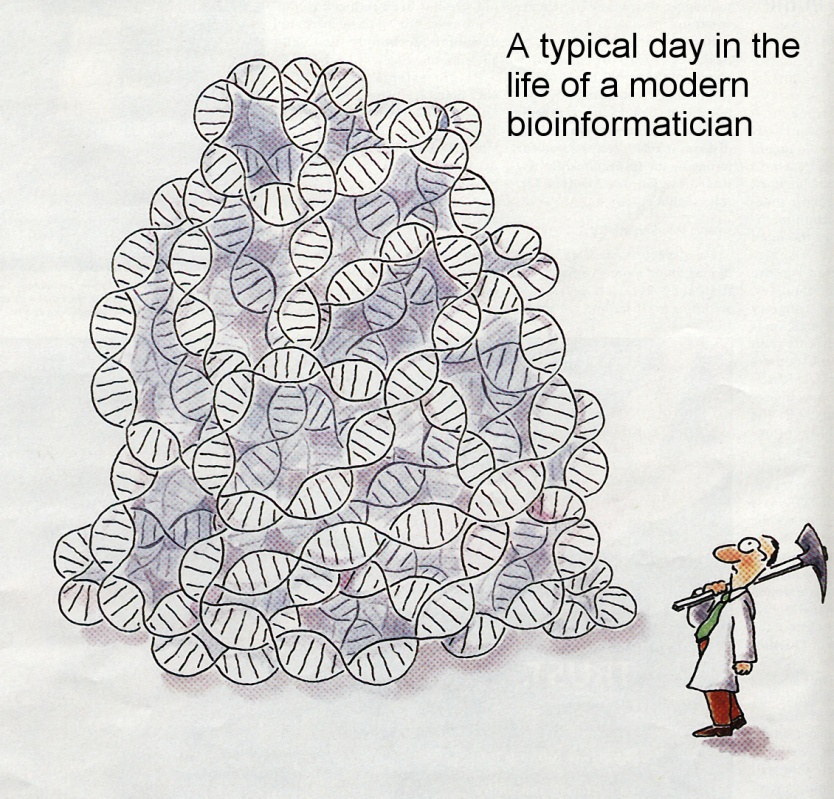 A typical day in the
life of a modern
bioinformatician